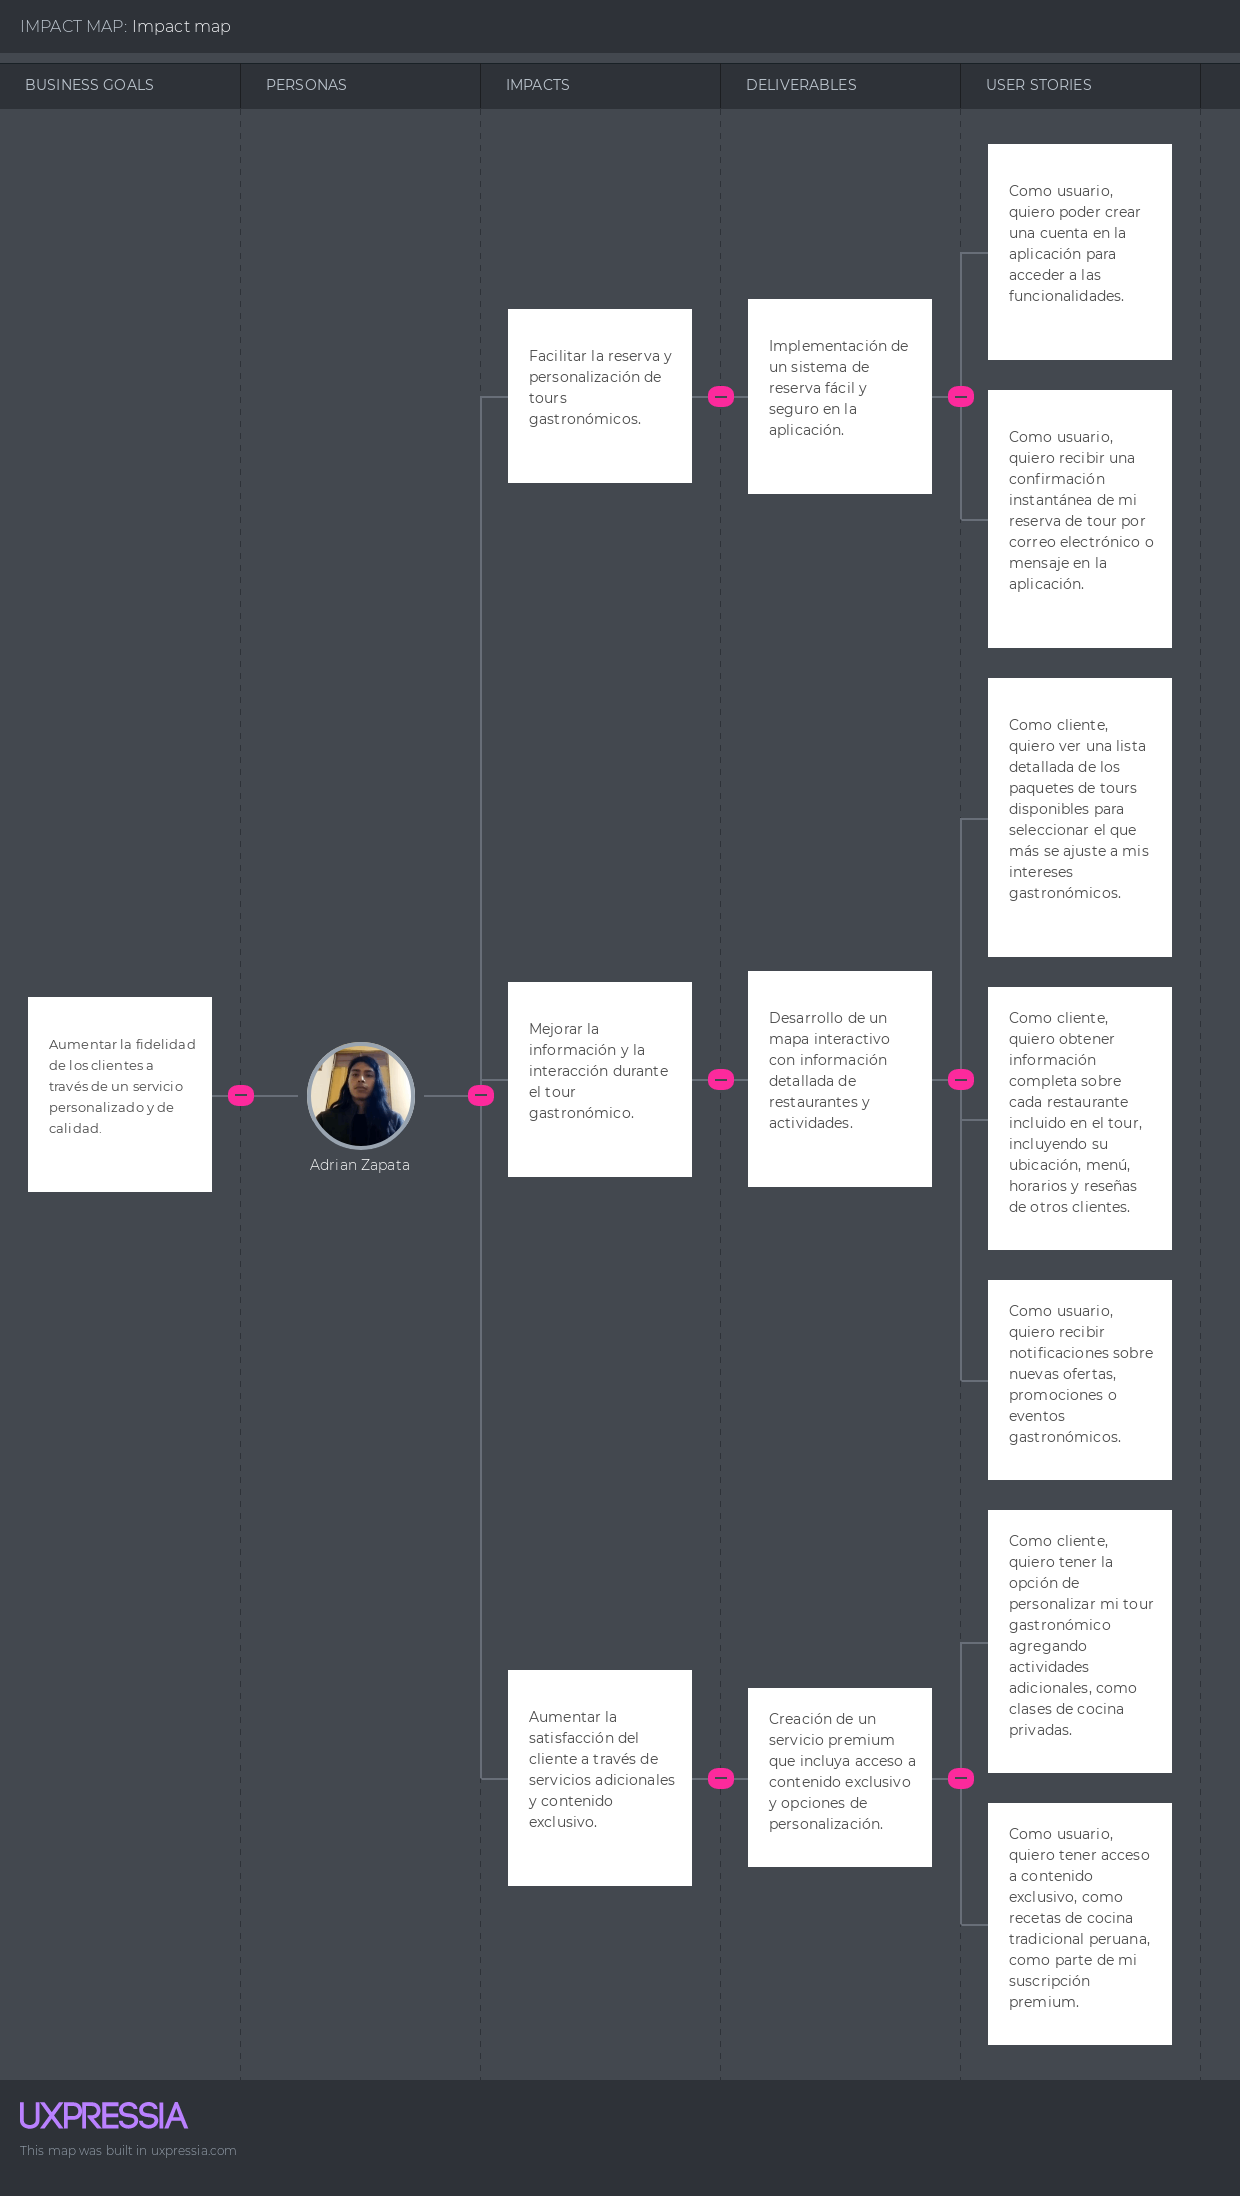 IMPACT MAP: Impact map
BUSINESS GOALS
PERSONAS
IMPACTS
DELIVERABLES
USER STORIES
Aumentar la fidelidad
de los clientes a
través de un servicio
personalizado y de
calidad.
Adrian Zapata
Facilitar la reserva y
personalización de
tours
gastronómicos.
Implementación de
un sistema de
reserva fácil y
seguro en la
aplicación.
Como usuario,
quiero poder crear
una cuenta en la
aplicación para
acceder a las
funcionalidades.
Como usuario,
quiero recibir una
confirmación
instantánea de mi
reserva de tour por
correo electrónico o
mensaje en la
aplicación.
Mejorar la
información y la
interacción durante
el tour
gastronómico.
Desarrollo de un
mapa interactivo
con información
detallada de
restaurantes y
actividades.
Como cliente,
quiero ver una lista
detallada de los
paquetes de tours
disponibles para
seleccionar el que
más se ajuste a mis
intereses
gastronómicos.
Como cliente,
quiero obtener
información
completa sobre
cada restaurante
incluido en el tour,
incluyendo su
ubicación, menú,
horarios y reseñas
de otros clientes.
Como usuario,
quiero recibir
notificaciones sobre
nuevas ofertas,
promociones o
eventos
gastronómicos.
Aumentar la
satisfacción del
cliente a través de
servicios adicionales
y contenido
exclusivo.
Creación de un
servicio premium
que incluya acceso a
contenido exclusivo
y opciones de
personalización.
Como cliente,
quiero tener la
opción de
personalizar mi tour
gastronómico
agregando
actividades
adicionales, como
clases de cocina
privadas.
Como usuario,
quiero tener acceso
a contenido
exclusivo, como
recetas de cocina
tradicional peruana,
como parte de mi
suscripción
premium.
UXPRESSIA
This map was built in uxpressia.com